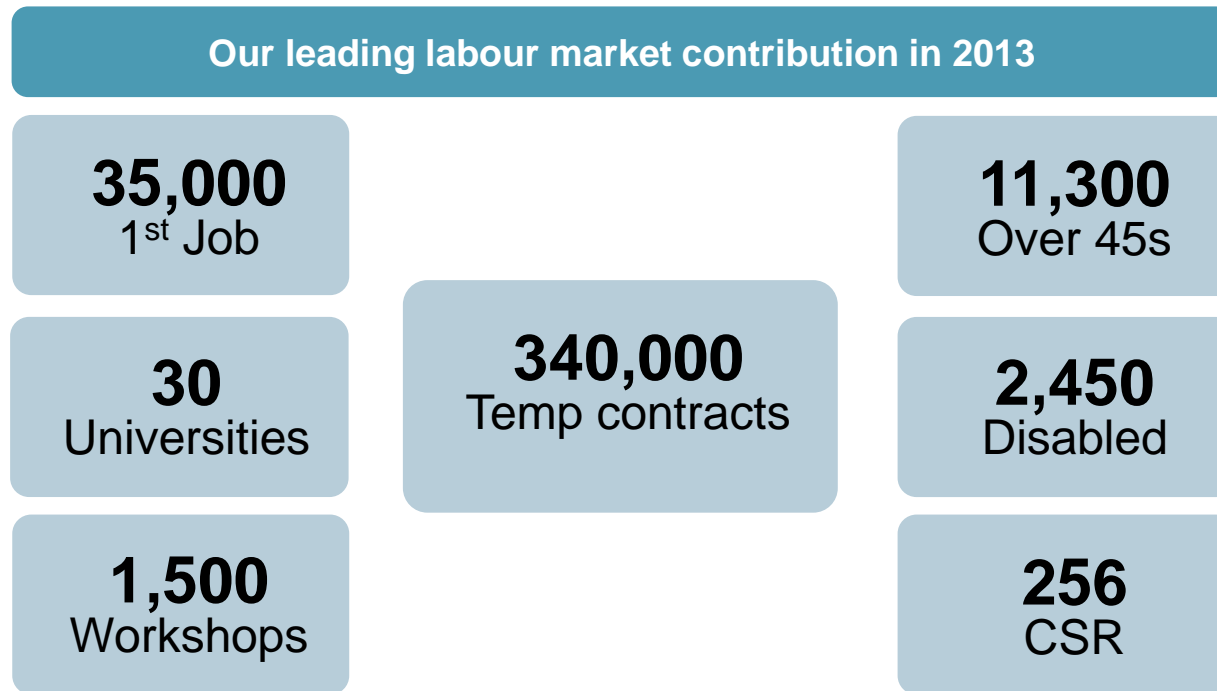 Our leading labour market contribution in 2013
35,000
1st Job
30
Universities
1,500
Workshops
340,000
Temp contracts
11,300
Over 45s
2,450
Disabled
256
CSR